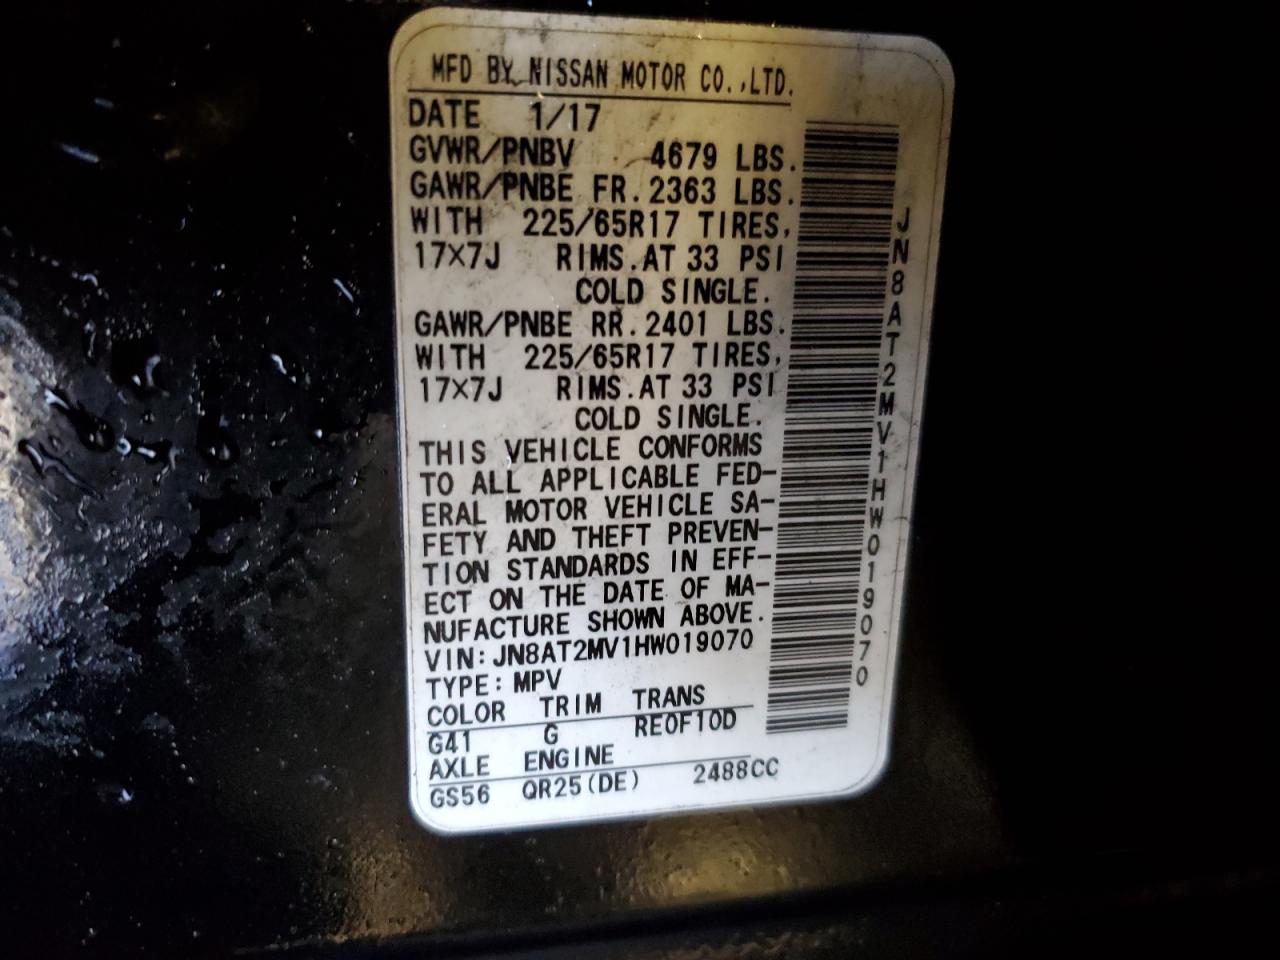 MFD BY NISSAN MOTOR CO.,LTD.
DATE 1/17
GVWR/PNBV 4679 LBS.
GAWR/PNBE FR. 2363 LBS.
WITH 225/65R17 TIRES,
17X7J RIMS.AT 33 PSI
COLD SINGLE.
GAWR/PNBE RR. 2401 LBS.
WITH 225/65R17 TIRES,
17X7J RIMS.AT 33 PSI
COLD SINGLE.
THIS VEHICLE CONFORMS
TO ALL APPLICABLE FED-
ERAL MOTOR VEHICLE SA-
FETY AND THEFT PREVEN-
TION STANDARDS IN EFF-
ECT ON THE DATE OF MA-
NUFACTURE SHOWN ABOVE.
VIN: JN8AT2MV1HW019070
TYPE: MPV
COLOR TRIM TRANS
G41 G RE0F10D
AXLE ENGINE
GS56 QR25(DE) 2488CC
JN8AT2MV1HW019070